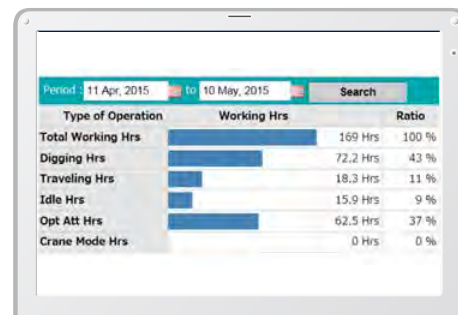 Period : 11 Apr, 2015 to 10 May, 2015 Search
Type of Operation Working Hrs Ratio
Total Working Hrs 169 Hrs 100 %
Digging Hrs 72.2 Hrs 43 %
Traveling Hrs 18.3 Hrs 11 %
Idle Hrs 15.9 Hrs 9 %
Opt Att Hrs 62.5 Hrs 37 %
Crane Mode Hrs 0 Hrs 0 %